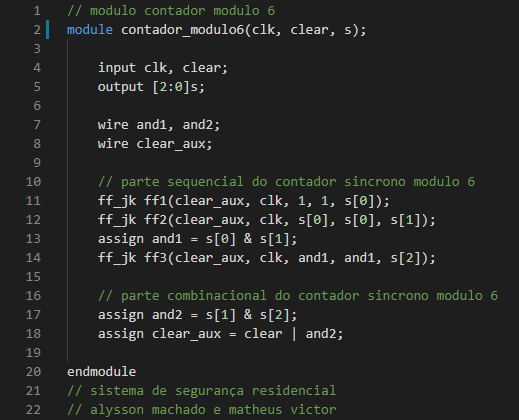 1 // modulo contador modulo 6
2 module contador_modulo6(clk, clear, s);
3
4 input clk, clear;
5 output [2:0]s;
6
7 wire and1, and2;
8 wire clear_aux;
9
10 // parte sequencial do contador sincrono modulo 6
11 ff_jk ff1(clear_aux, clk, 1, 1, s[0]);
12 ff_jk ff2(clear_aux, clk, s[0], s[0], s[1]);
13 assign and1 = s[0] & s[1];
14 ff_jk ff3(clear_aux, clk, and1, and1, s[2]);
15
16 // parte combinacional do contador sincrono modulo 6
17 assign and2 = s[1] & s[2];
18 assign clear_aux = clear | and2;
19
20 endmodule
21 // sistema de segurança residencial
22 // alysson machado e matheus victor